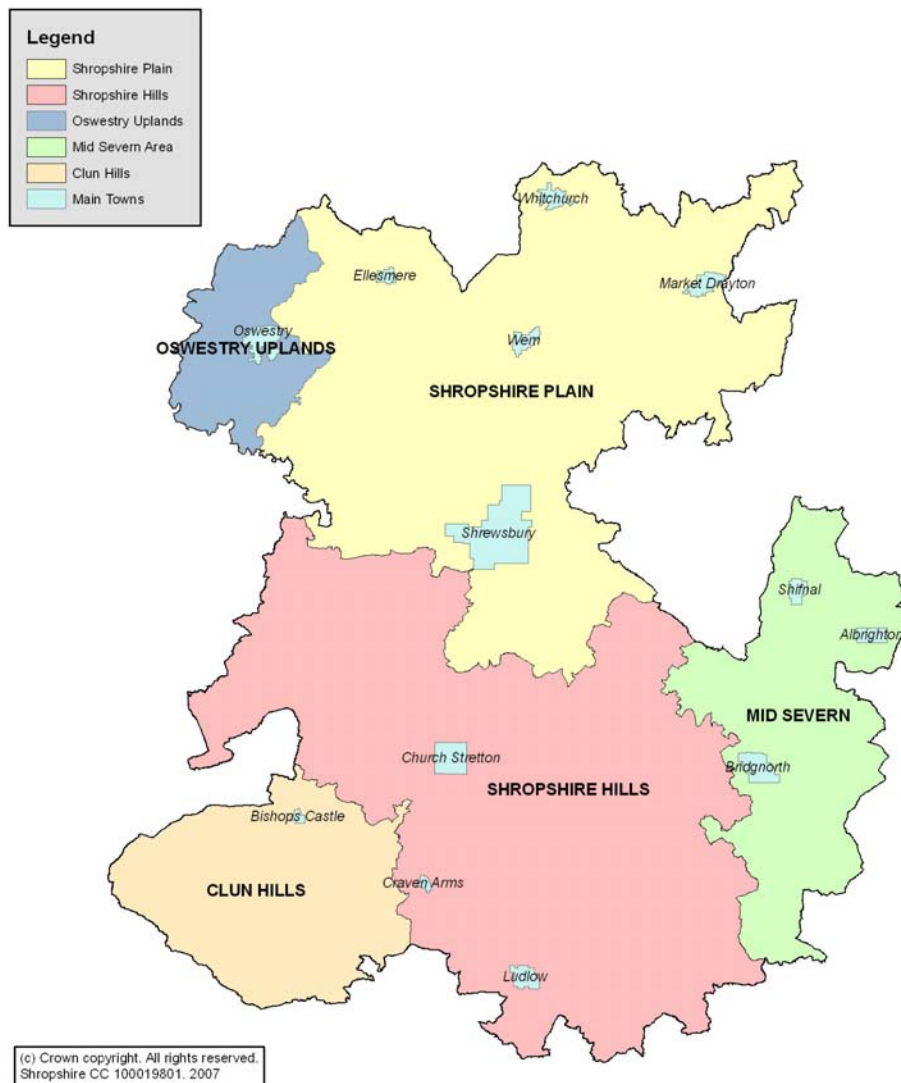 Legend
Shropshire Plain
Shropshire Hills
Oswestry Uplands
Mid Severn Area
Clun Hills
Main Towns
Whitchurch
Ellesmere
Market Drayton
Oswestry
Wem
OSWESTRY UPLANDS
SHROPSHIRE PLAIN
Shrewsbury
Shifnal
Albrighton
MID SEVERN
Church Stretton
Bridgnorth
SHROPSHIRE HILLS
Bishops Castle
Craven Arms
CLUN HILLS
Ludlow
(c) Crown copyright. All rights reserved.
Shropshire CC 100019801. 2007